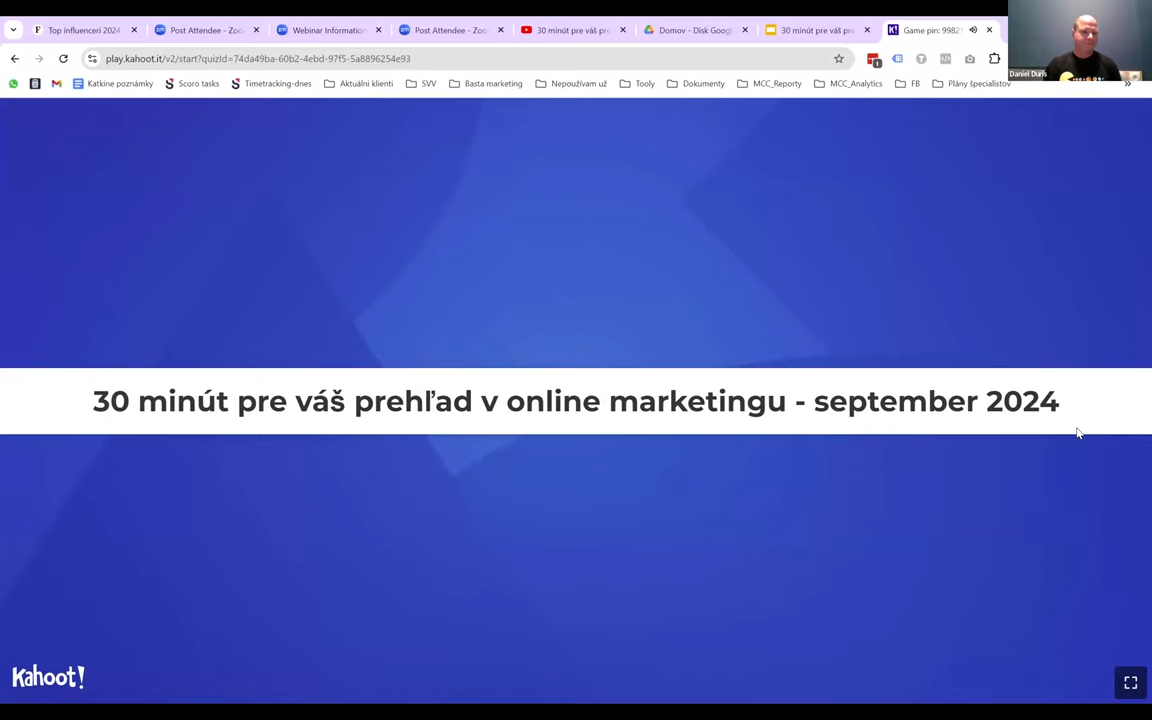 Top influenceri 2024
Post Attendee - Zoo
Webinar Information
Post Attendee - Zoo
30 minút pre váš pre
Domov - Disk Googl
30 minút pre váš pre
K!
Game pin: 9982
play.kahoot.it/v2/start?quizId=74da49ba-60b2-4ebd-97f5-5a8896254e93
Katkine poznámky
Scoro tasks
Timetracking-dnes
Aktuálni klienti
SVV
Basta marketing
Nepoužívam už
Tooly
Dokumenty
MCC_Reporty
MCC_Analytics
FB
Plány špecialistov
Daniel Duriš
30 minút pre váš prehľad v online marketingu - september 2024
Kahoot!